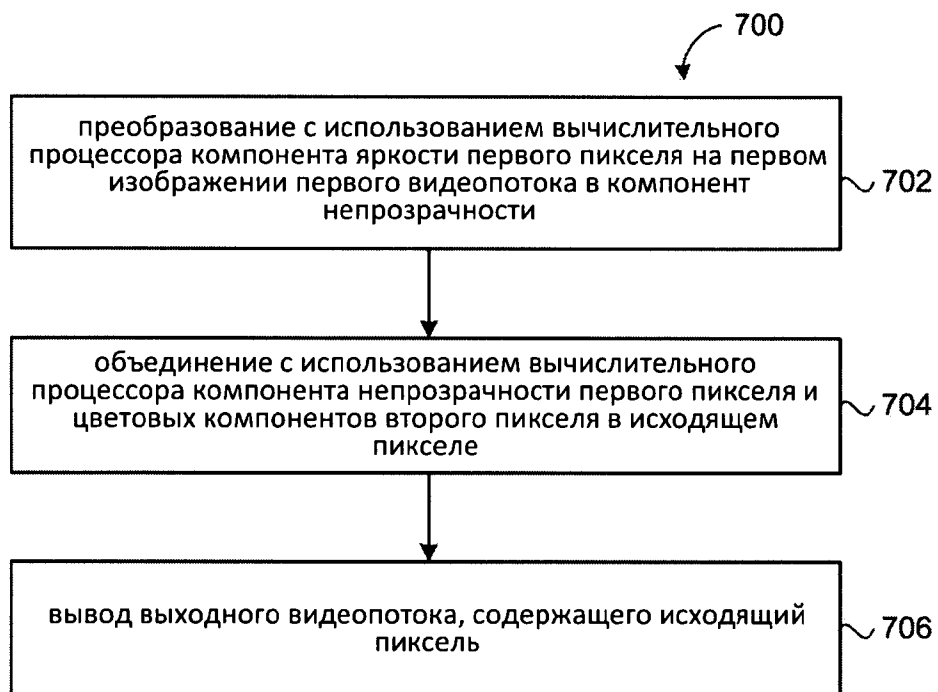 700
преобразование с использованием вычислительного
процессора компонента яркости первого пикселя на первом
изображении первого видеопотока в компонент
непрозрачности
702
объединение с использованием вычислительного
процессора компонента непрозрачности первого пикселя и
цветовых компонентов второго пикселя в исходящем
пикселе
704
вывод выходного видеопотока, содержащего исходящий
пиксель
706